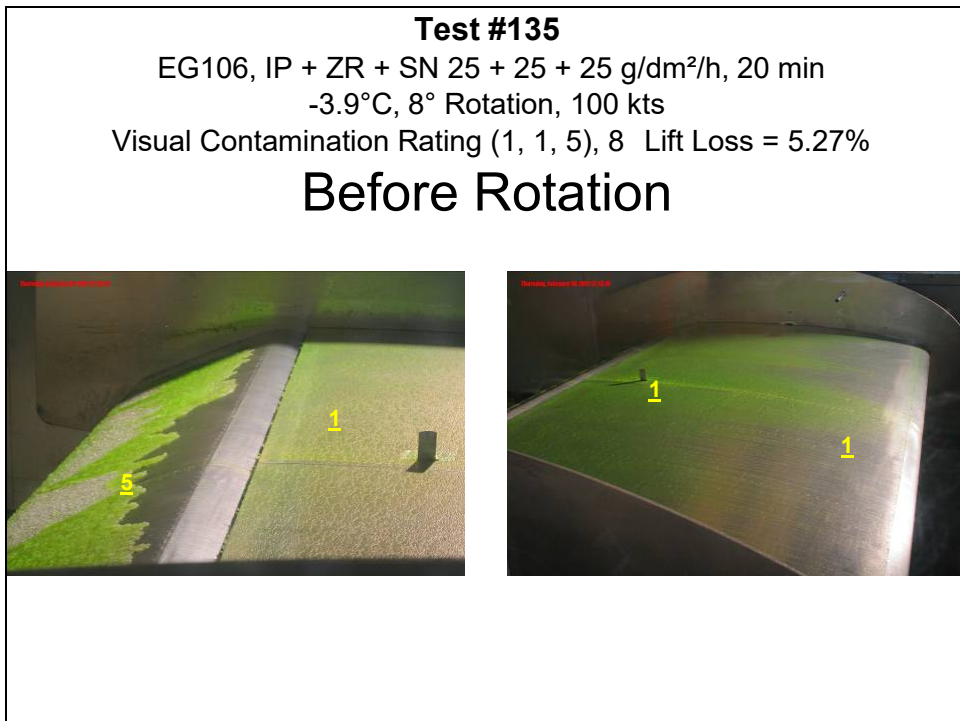 Test #135
EG106, IP + ZR + SN 25 + 25 + 25 g/dm²/h, 20 min
-3.9°C, 8° Rotation, 100 kts
Visual Contamination Rating (1, 1, 5), 8 Lift Loss = 5.27%
Before Rotation
1
5
1
1